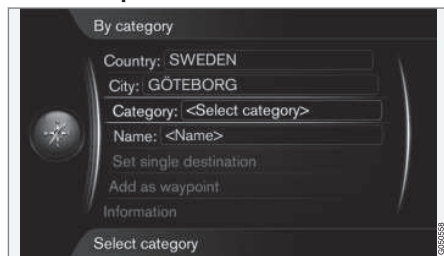 By category
Country: SWEDEN
City: GÖTEBORG
Category: <Select category>
Name: <Name>
Set single destination
Add as waypoint
Information
Select category
G050558